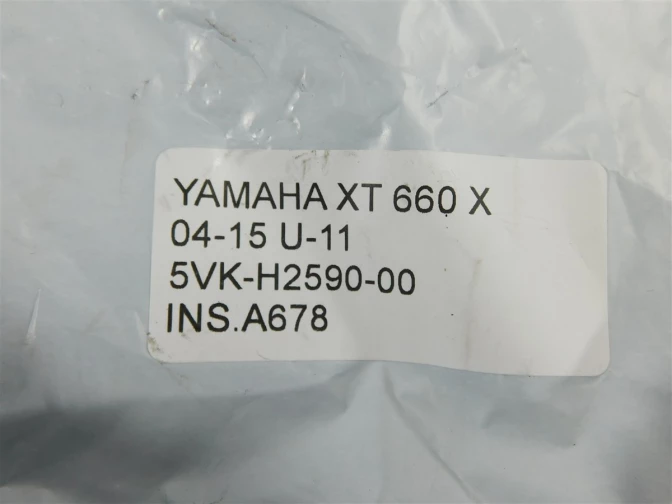 YAMAHA XT 660 X
04-15 U-11
5VK-H2590-00
INS.A678